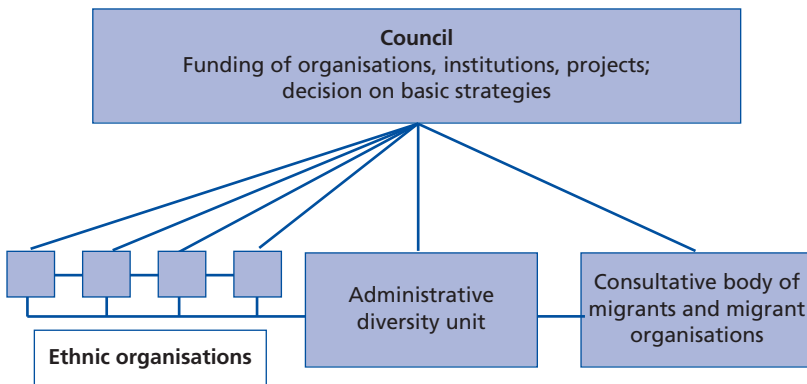 Council
Funding of organisations, institutions, projects;
decision on basic strategies
Administrative
diversity unit
Consultative body of
migrants and migrant
organisations
Ethnic organisations